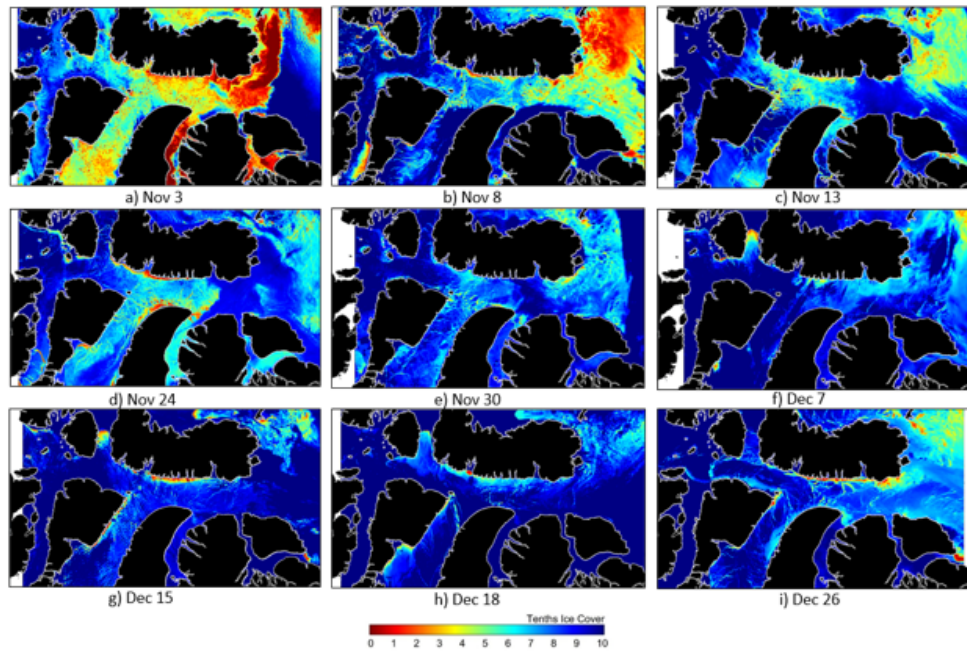 a) Nov 3
b) Nov 8
c) Nov 13
d) Nov 24
e) Nov 30
f) Dec 7
g) Dec 15
h) Dec 18
i) Dec 26
Tenths Ice Cover
0 1 2 3 4 5 6 7 8 9 10